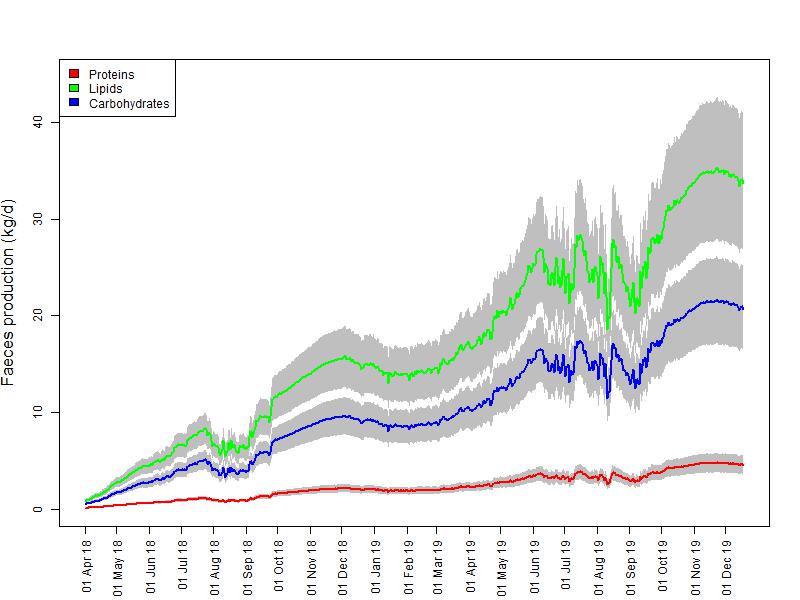 Proteins
Lipids
Carbohydrates
Faeces production (kg/d)
40
30
20
10
0
01 Apr 18
01 May 18
01 Jun 18
01 Jul 18
01 Aug 18
01 Sep 18
01 Oct 18
01 Nov 18
01 Dec 18
01 Jan 19
01 Feb 19
01 Mar 19
01 Apr 19
01 May 19
01 Jun 19
01 Jul 19
01 Aug 19
01 Sep 19
01 Oct 19
01 Nov 19
01 Dec 19